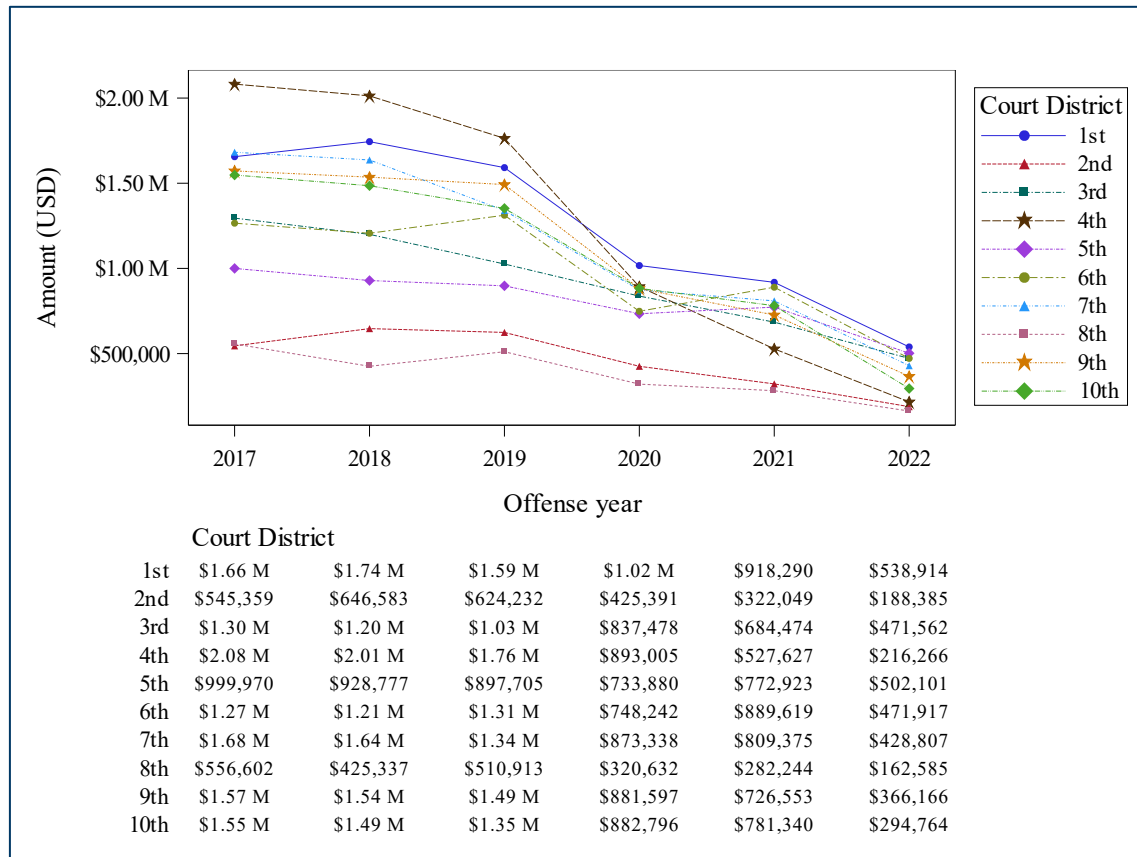 $2.00 M
$1.50 M
$1.00 M
$500,000
Amount (USD)
2017 2018 2019 2020 2021 2022
Offense year
Court District
1st
2nd
3rd
4th
5th
6th
7th
8th
9th
10th
Court District
1st $1.66 M $1.74 M $1.59 M $1.02 M $918,290 $538,914
2nd $545,359 $646,583 $624,232 $425,391 $322,049 $188,385
3rd $1.30 M $1.20 M $1.03 M $837,478 $684,474 $471,562
4th $2.08 M $2.01 M $1.76 M $893,005 $527,627 $216,266
5th $999,970 $928,777 $897,705 $733,880 $772,923 $502,101
6th $1.27 M $1.21 M $1.31 M $748,242 $889,619 $471,917
7th $1.68 M $1.64 M $1.34 M $873,338 $809,375 $428,807
8th $556,602 $425,337 $510,913 $320,632 $282,244 $162,585
9th $1.57 M $1.54 M $1.49 M $881,597 $726,553 $366,166
10th $1.55 M $1.49 M $1.35 M $882,796 $781,340 $294,764